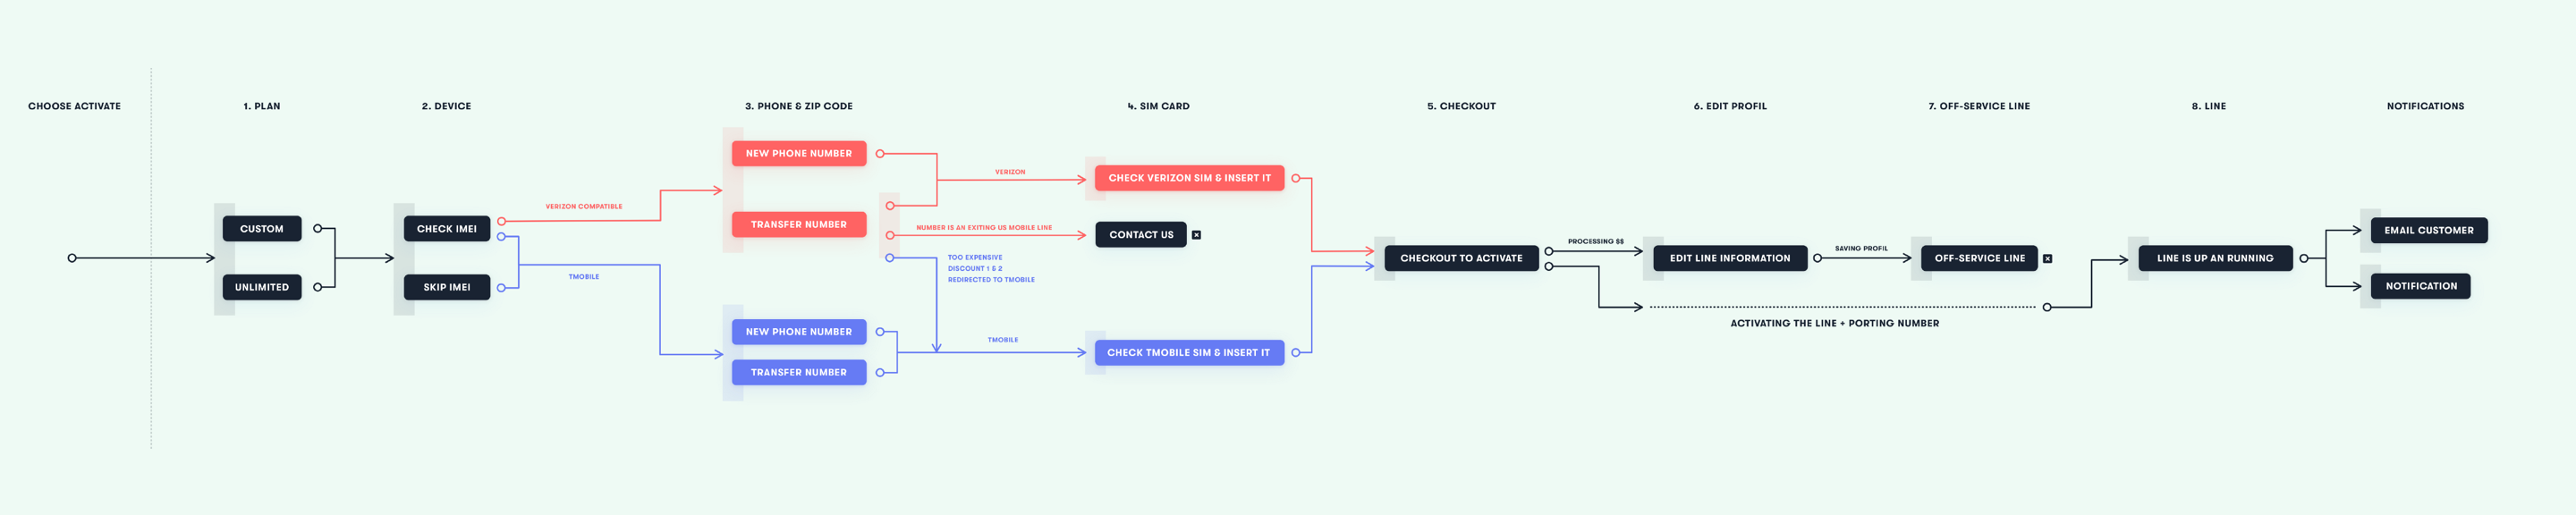 CHOOSE ACTIVATE
1. PLAN
2. DEVICE
3. PHONE & ZIP CODE
4. SIM CARD
5. CHECKOUT
6. EDIT PROFIL
7. OFF-SERVICE LINE
8. LINE
NOTIFICATIONS
CUSTOM
UNLIMITED
CHECK IMEI
SKIP IMEI
VERIZON COMPATIBLE
TMOBILE
NEW PHONE NUMBER
TRANSFER NUMBER
VERIZON
NUMBER IS AN EXITING US MOBILE LINE
TOO EXPENSIVE
DISCOUNT 1 & 2
REDIRECTED TO TMOBILE
NEW PHONE NUMBER
TRANSFER NUMBER
TMOBILE
CHECK VERIZON SIM & INSERT IT
CONTACT US
CHECK TMOBILE SIM & INSERT IT
CHECKOUT TO ACTIVATE
PROCESSING $$
EDIT LINE INFORMATION
SAVING PROFIL
OFF-SERVICE LINE
ACTIVATING THE LINE + PORTING NUMBER
LINE IS UP AN RUNNING
EMAIL CUSTOMER
NOTIFICATION